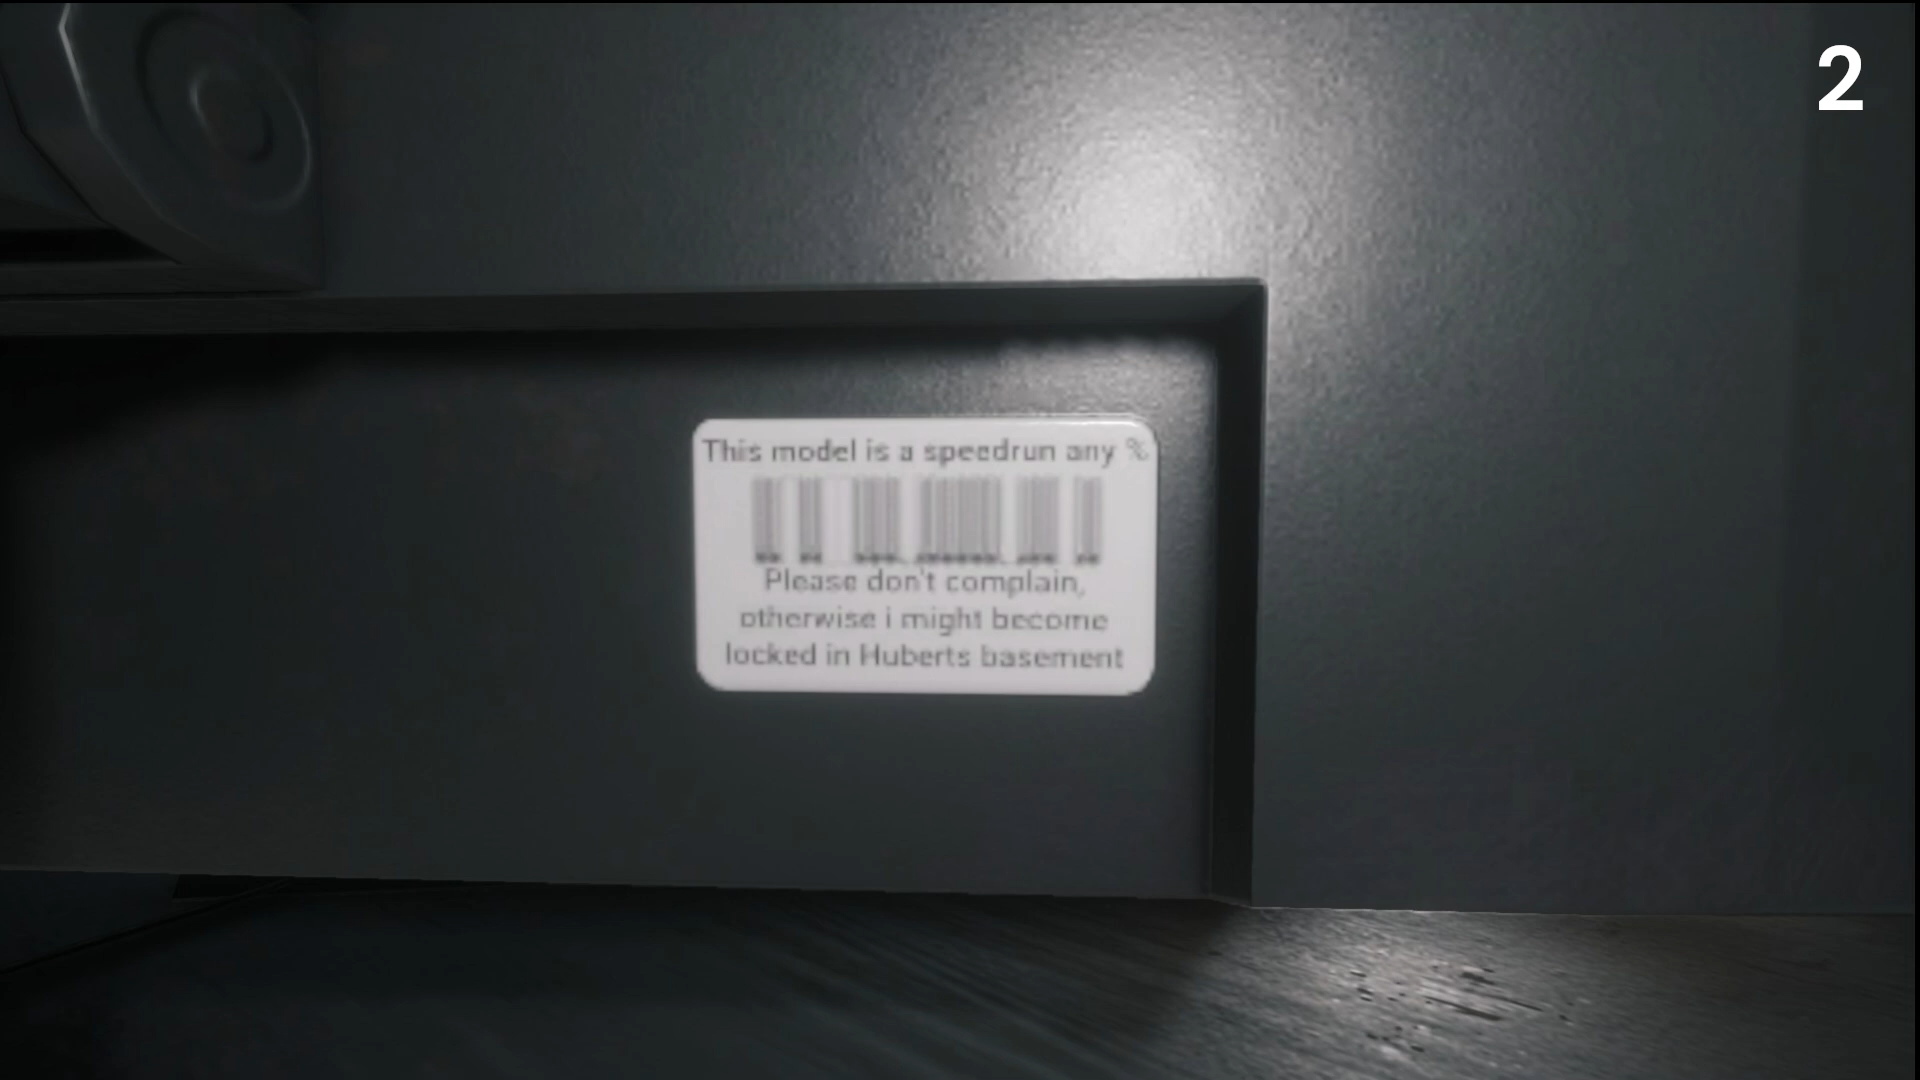 2
This model is a speedrun any %
Please don't complain,
otherwise i might become
locked in Huberts basement